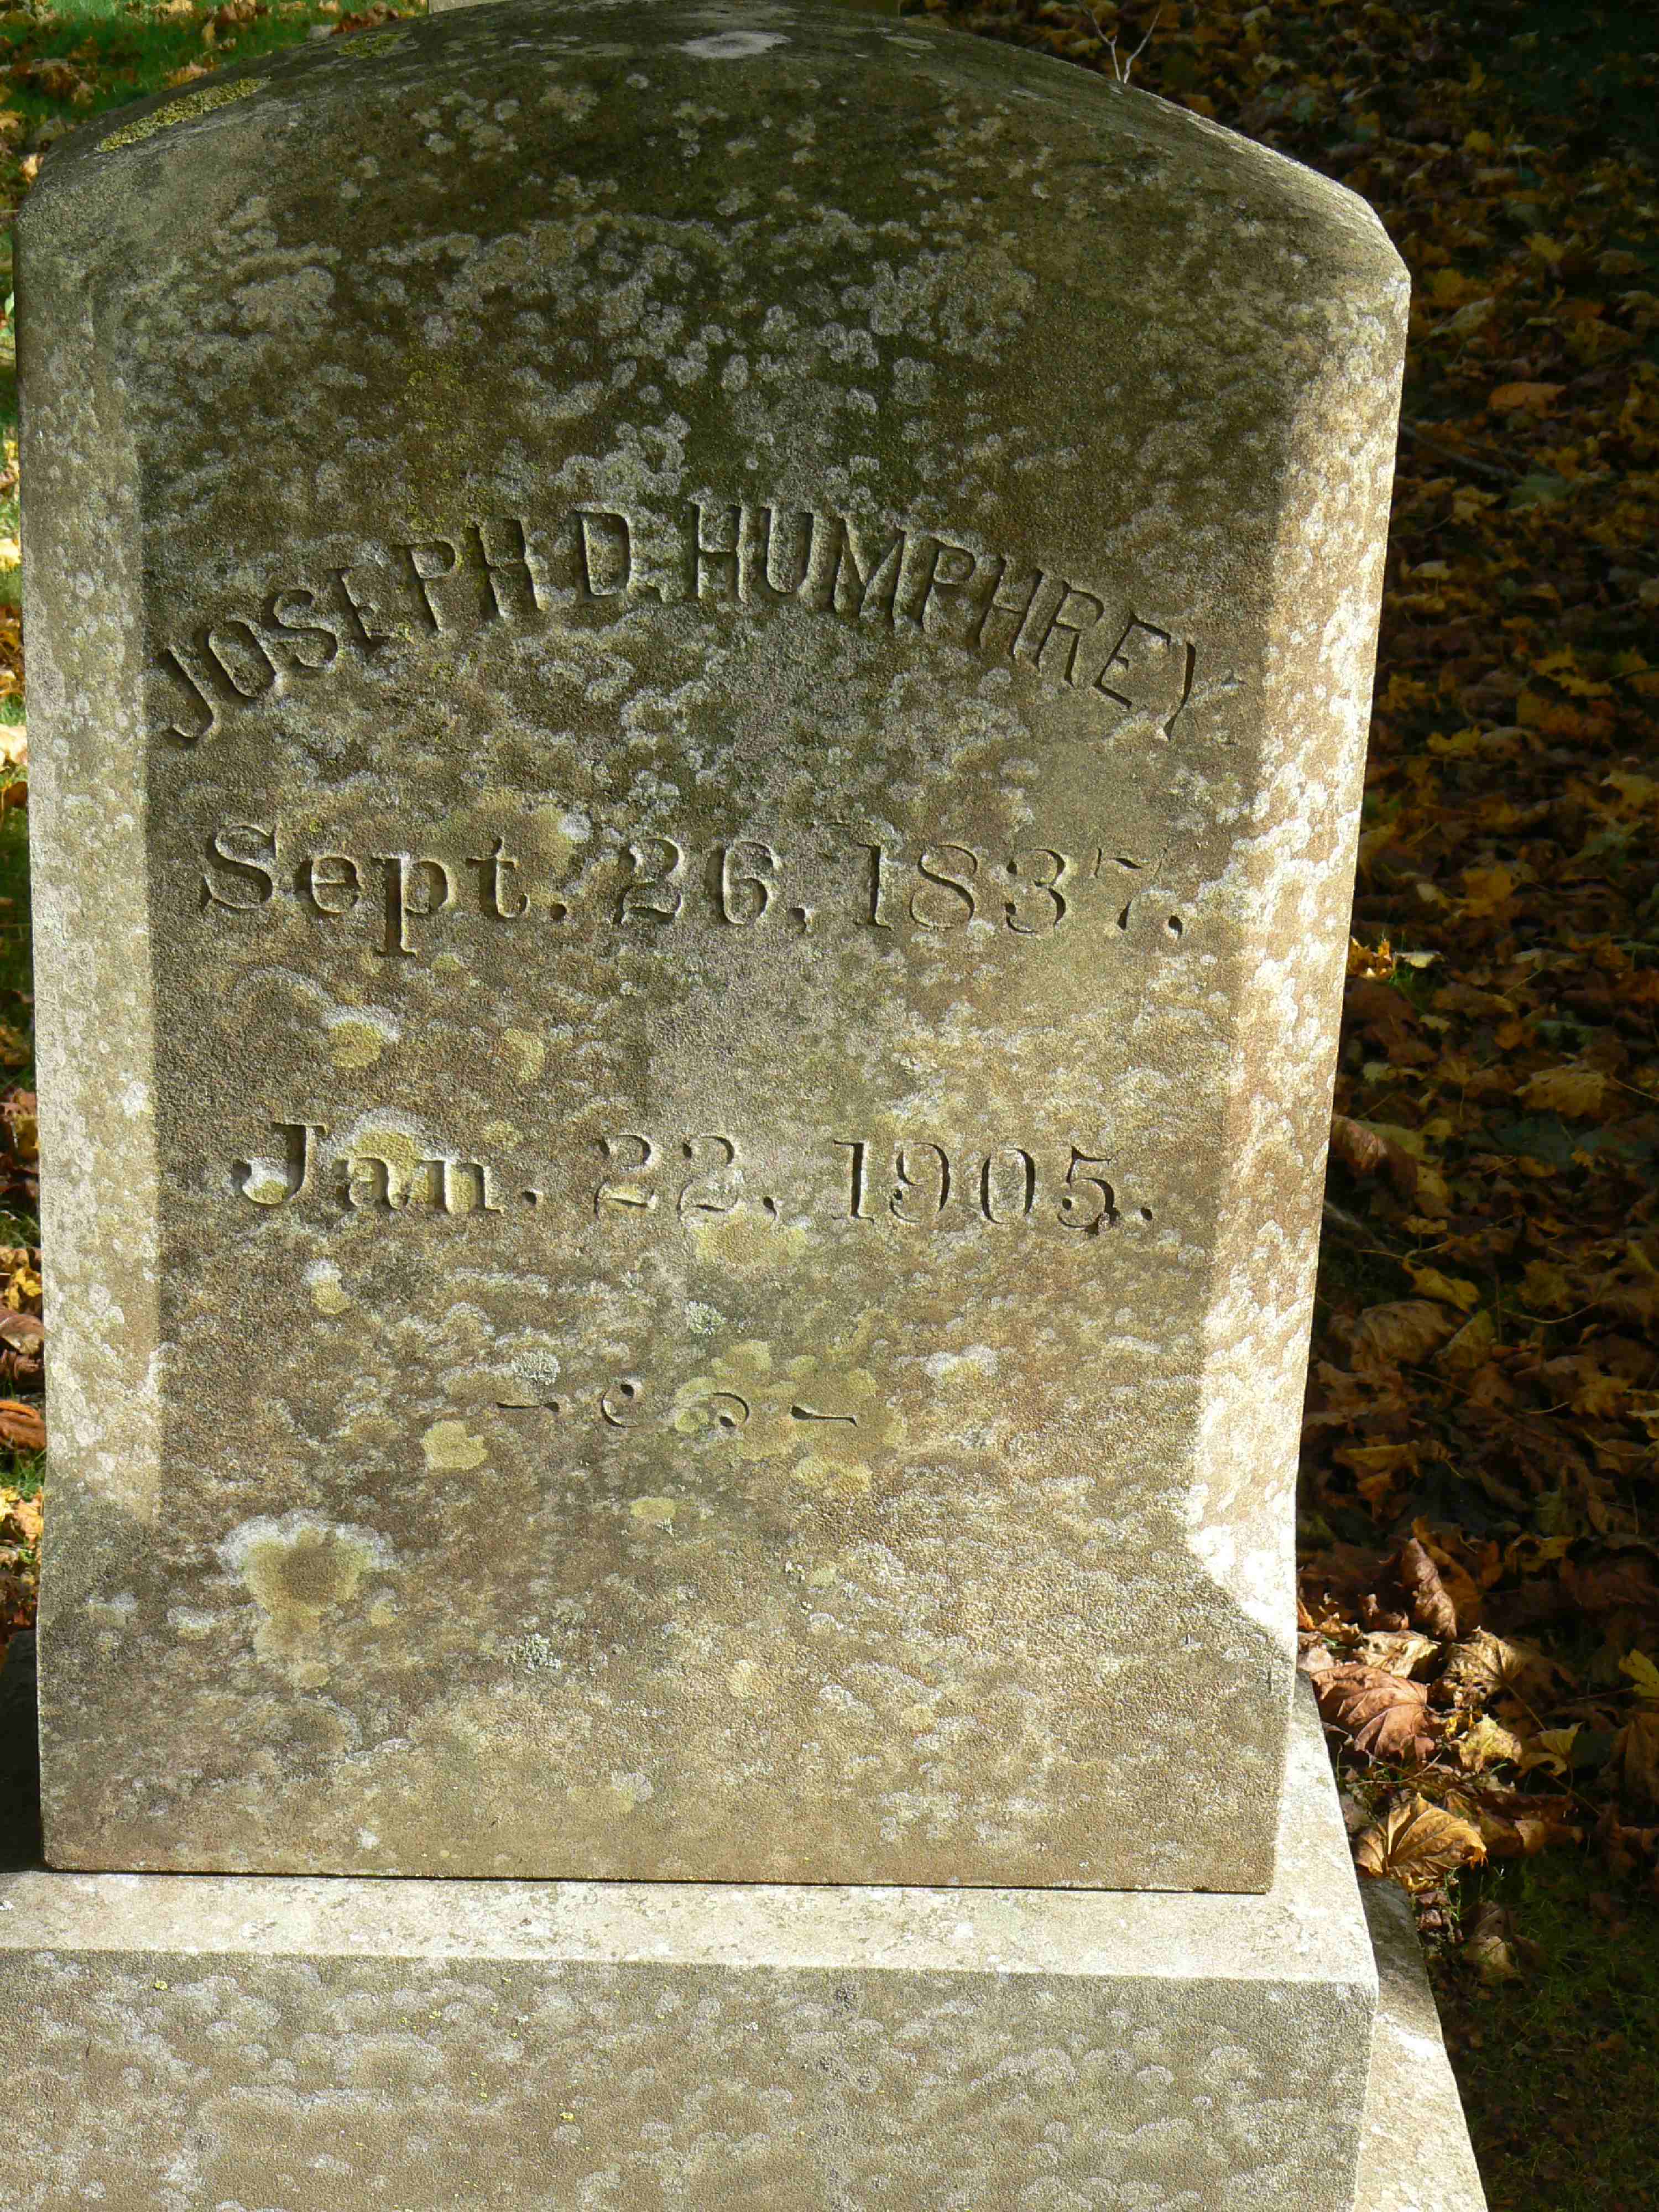 JOSEPH D. HUMPHREY
Sept. 26, 1837.
Jan. 22, 1905.